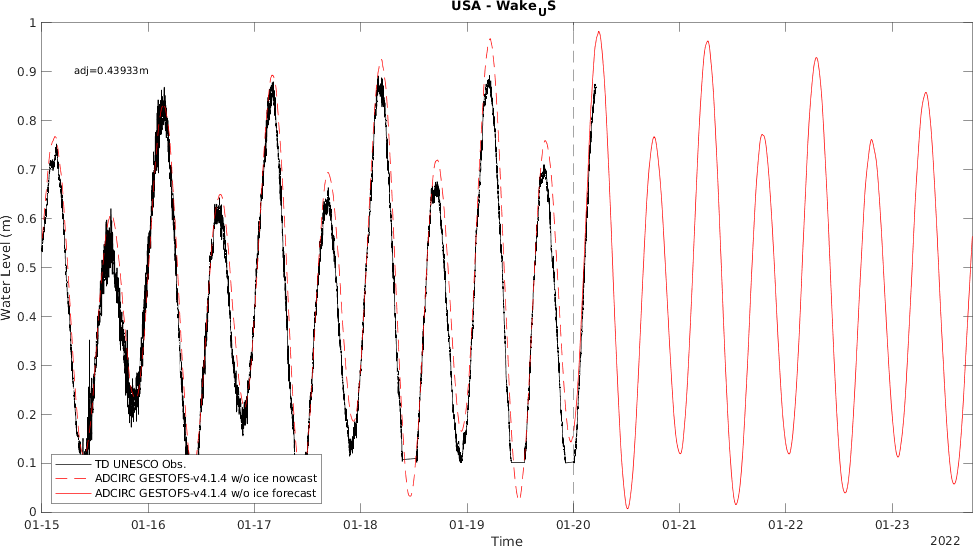 USA - Wake_US
adj=0.43933m
Water Level (m)
1
0.9
0.8
0.7
0.6
0.5
0.4
0.3
0.2
0.1
0
TD UNESCO Obs.
ADCIRC GESTOFS-v4.1.4 w/o ice nowcast
ADCIRC GESTOFS-v4.1.4 w/o ice forecast
01-15 01-16 01-17 01-18 01-19 01-20 01-21 01-22 01-23
Time
2022